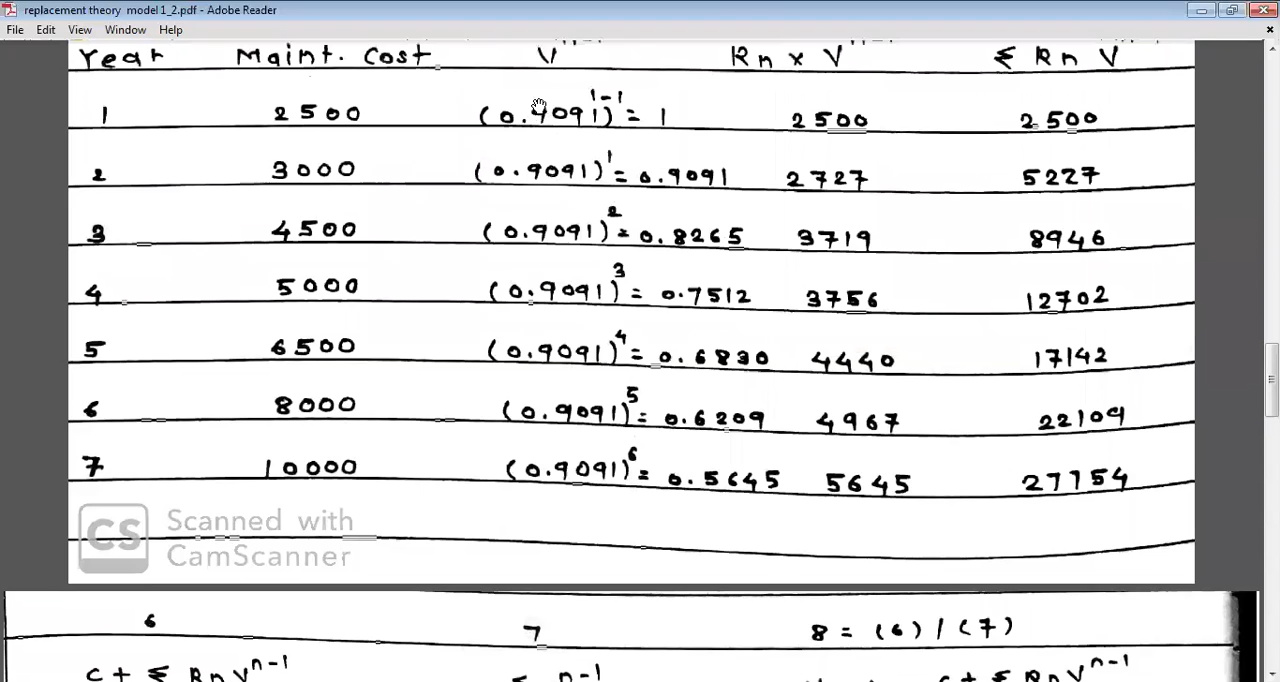 replacement theory model 1_2.pdf - Adobe Reader
File Edit View Window Help
Year Maint. Cost V Rn x V Σ Rn V
1 2500 (0.9091)^1-1 = 1 2500 2500
2 3000 (0.9091)^1 = 0.9091 2727 5227
3 4500 (0.9091)^2 = 0.8265 3719 8946
4 5000 (0.9091)^3 = 0.7512 3756 12702
5 6500 (0.9091)^4 = 0.6830 4440 17142
6 8000 (0.9091)^5 = 0.6209 4967 22109
7 10000 (0.9091)^6 = 0.5645 5645 27754
CS Scanned with
CamScanner
6 7 8 = (6) / (7)
C + Σ Rn V^n-1